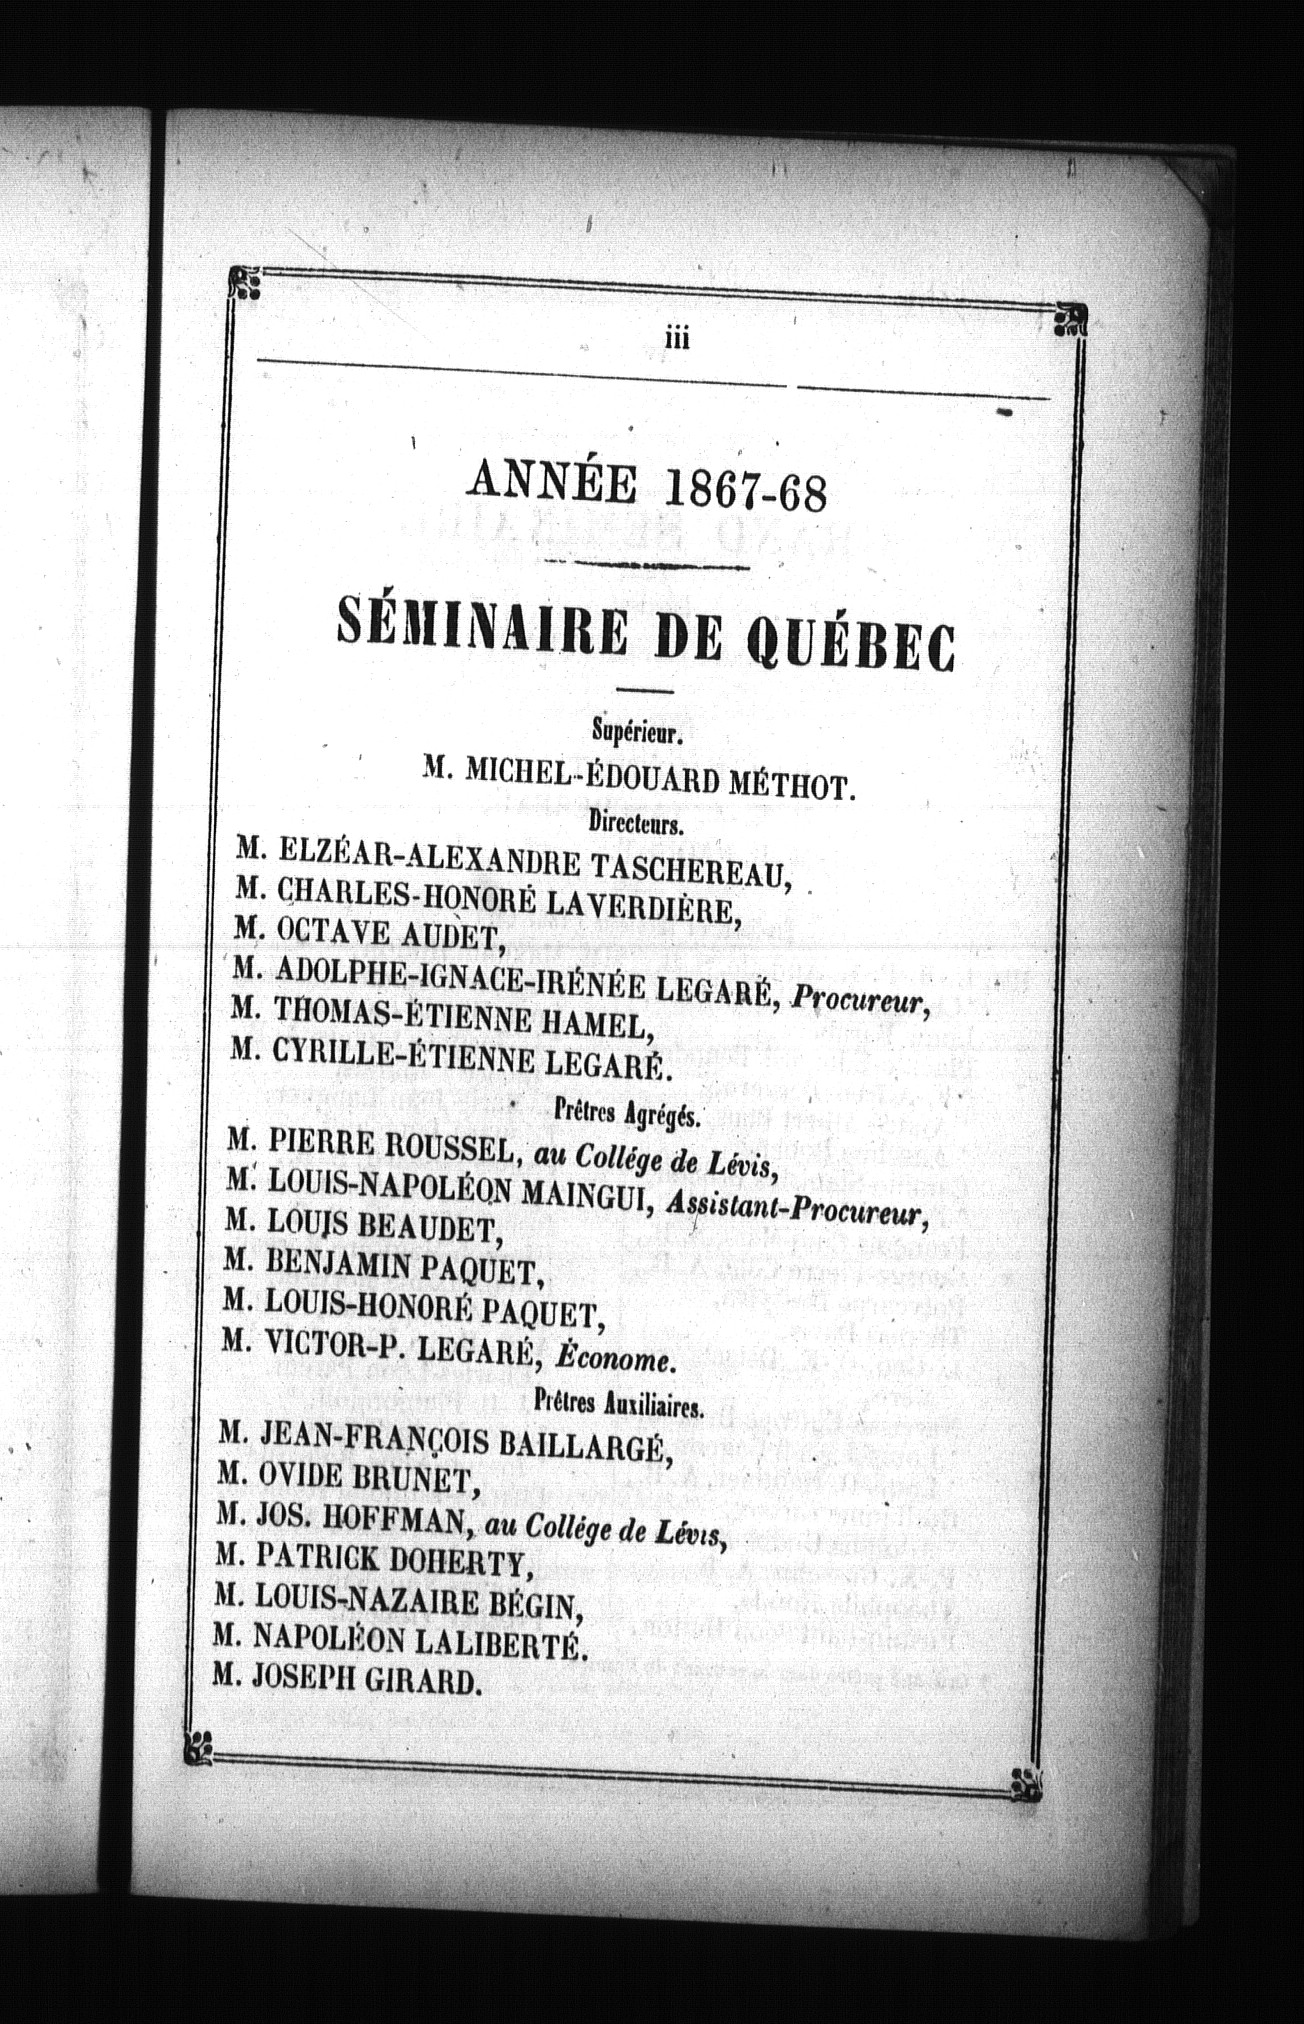 iii
ANNÉE 1867-68
SÉMINAIRE DE QUÉBEC
Supérieur.
M. MICHEL-ÉDOUARD MÉTHOT.
Directeurs.
M. ELZÉAR-ALEXANDRE TASCHEREAU,
M. CHARLES-HONORÉ LAVERDIÈRE,
M. OCTAVE AUDET,
M. ADOLPHE-IGNACE-IRÉNÉE LEGARÉ, Procureur,
M. THOMAS-ÉTIENNE HAMEL,
M. CYRILLE-ÉTIENNE LEGARÉ.
Prêtres Agrégés.
M. PIERRE ROUSSEL, au Collége de Lévis,
M. LOUIS-NAPOLÉON MAINGUI, Assistant-Procureur,
M. LOUIS BEAUDET,
M. BENJAMIN PAQUET,
M. LOUIS-HONORÉ PAQUET,
M. VICTOR-P. LEGARÉ, Économe.
Prêtres Auxiliaires.
M. JEAN-FRANÇOIS BAILLARGÉ,
M. OVIDE BRUNET,
M. JOS. HOFFMAN, au Collége de Lévis,
M. PATRICK DOHERTY,
M. LOUIS-NAZAIRE BÉGIN,
M. NAPOLÉON LALIBERTÉ.
M. JOSEPH GIRARD.